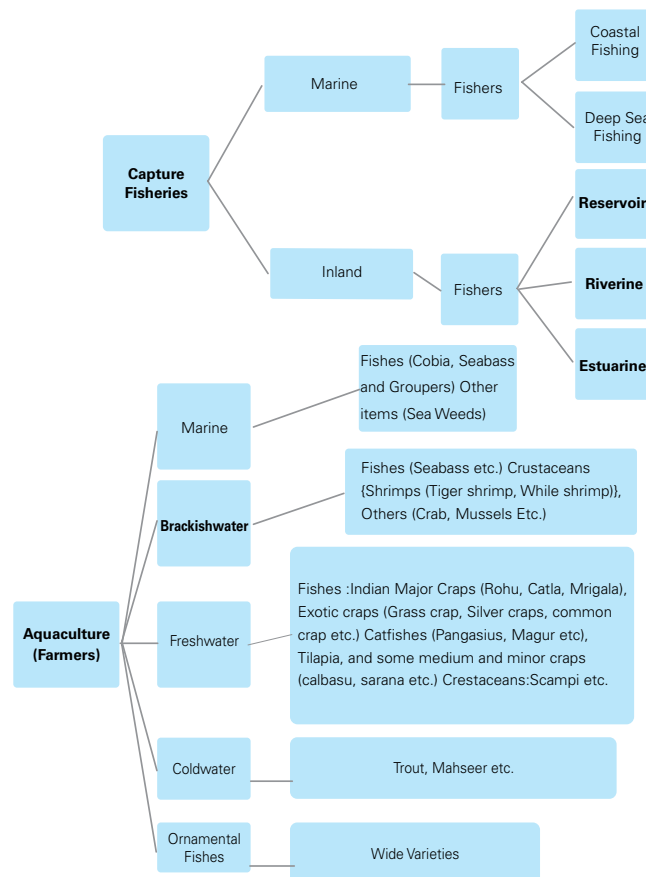 Coastal
Fishing
Marine
Fishers
Deep Sea
Fishing
Capture
Fisheries
Reservoir
Inland
Fishers
Riverine
Estuarine
Fishes (Cobia, Seabass
and Groupers) Other
items (Sea Weeds)
Marine
Fishes (Seabass etc.) Crustaceans
{Shrimps (Tiger shrimp, While shrimp)},
Others (Crab, Mussels Etc.)
Brackishwater
Fishes :Indian Major Craps (Rohu, Catla, Mrigala),
Exotic craps (Grass crap, Silver craps, common
crap etc.) Catfishes (Pangasius, Magur etc),
Tilapia, and some medium and minor craps
(calbasu, sarana etc.) Crestaceans:Scampi etc.
Freshwater
Aquaculture
(Farmers)
Coldwater
Trout, Mahseer etc.
Ornamental
Fishes
Wide Varieties